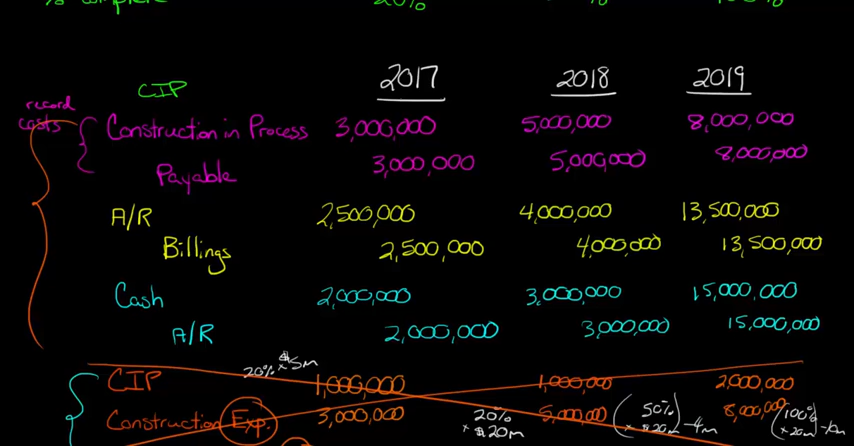 20%
2017 2018 2019
CIP
record
costs
Construction in Process 3,000,000 5,000,000 8,000,000
Payable 3,000,000 5,000,000 8,000,000
A/R 2,500,000 4,000,000 13,500,000
Billings 2,500,000 4,000,000 13,500,000
Cash 2,000,000 3,000,000 15,000,000
A/R 2,000,000 3,000,000 15,000,000
20% x $5m
CIP 1,000,000 1,000,000 2,000,000
Construction Exp. 3,000,000 5,000,000 8,000,000
20% x $20m
50% x $20m - 4m
100% x 20m